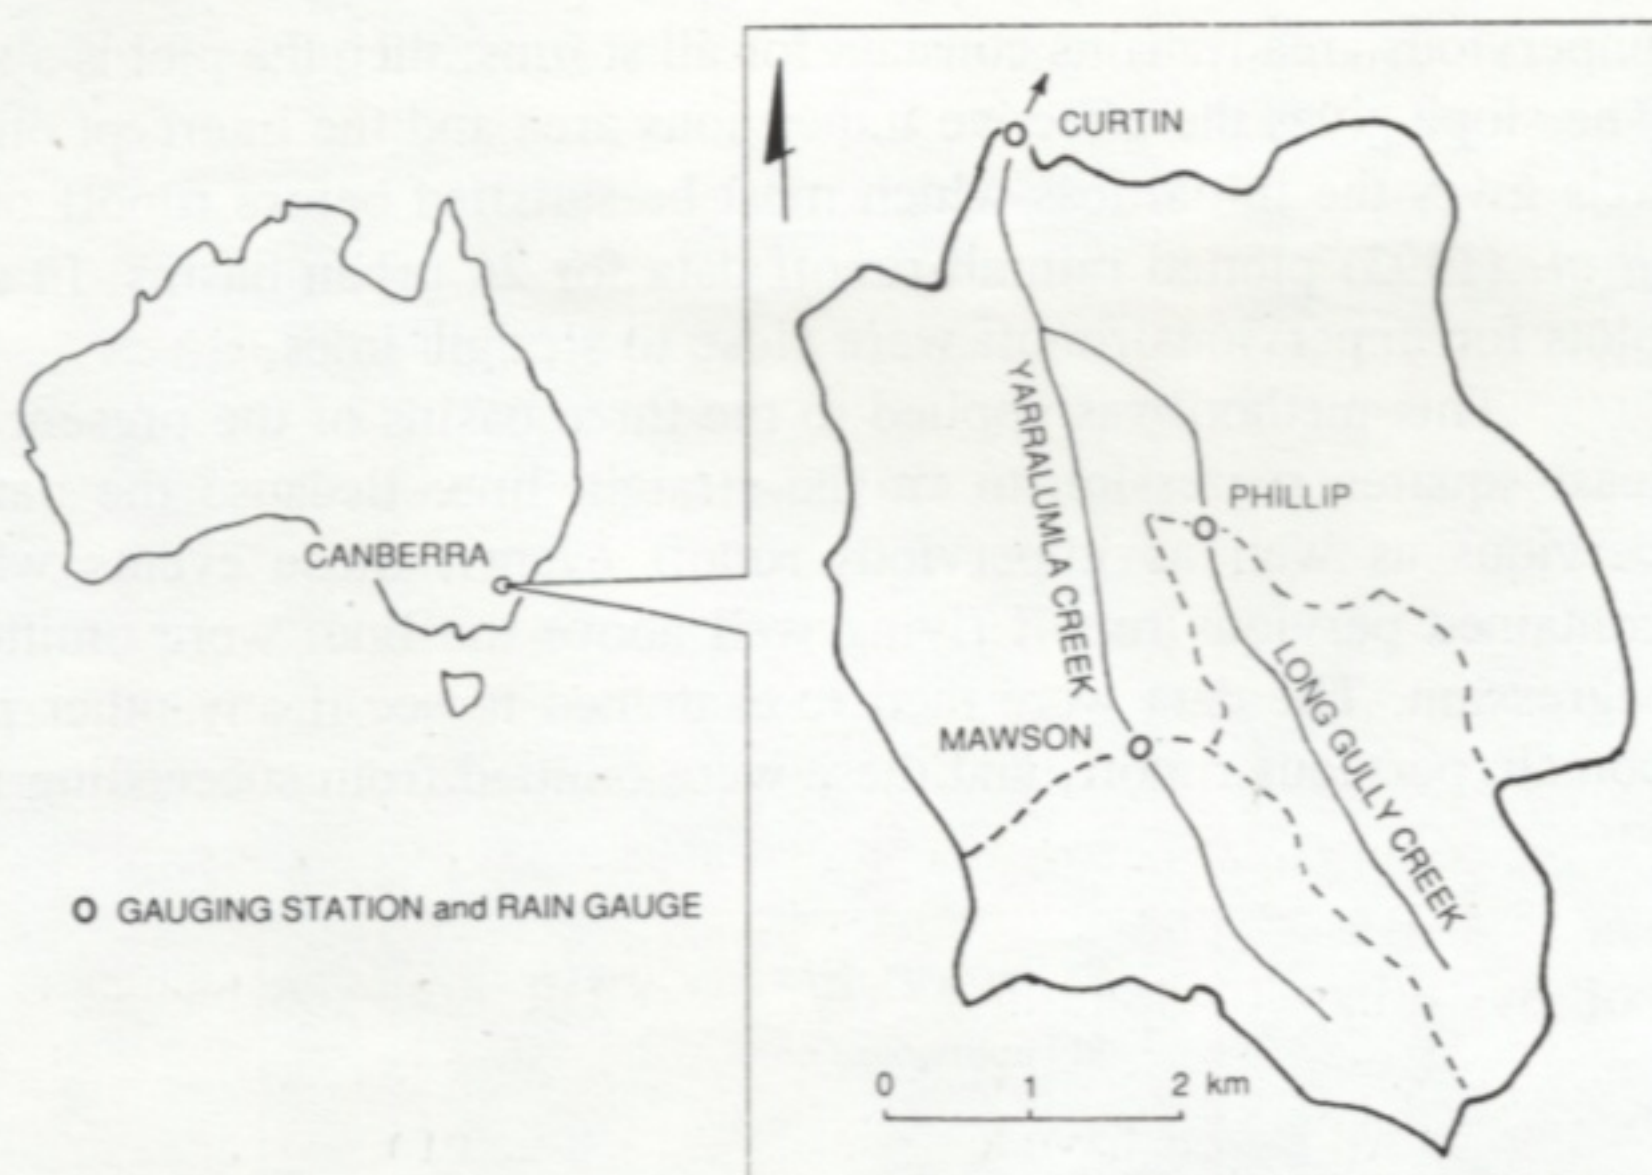 CANBERRA
O GAUGING STATION and RAIN GAUGE
CURTIN
YARRALUMLA CREEK
PHILLIP
MAWSON
LONG GULLY CREEK
0 1 2 km